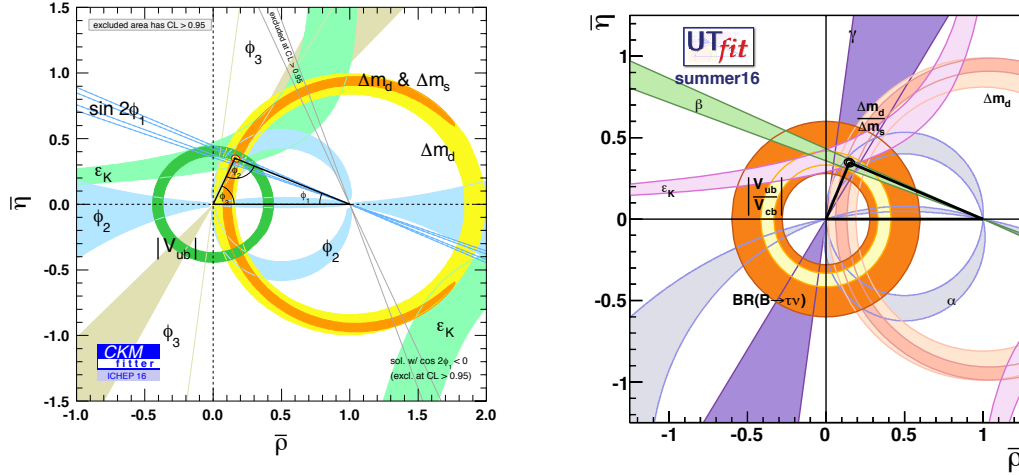 excluded area has CL > 0.95
excluded at CL > 0.95
ϕ3
Δmd & Δms
sin 2ϕ1
Δmd
εK
ϕ2
ϕ2
ϕ3
ϕ1
|Vub|
ϕ2
εK
ϕ3
CKM
fitter
ICHEP 16
sol. w/ cos 2ϕ1 < 0
(excl. at CL > 0.95)
1.5
1.0
0.5
0.0
-0.5
-1.0
-1.5
η̄
-1.0 -0.5 0.0 0.5 1.0 1.5 2.0
ρ̄
η̄
UTfit
summer16
γ
β
Δmd
Δms
Δmd
εK
|Vub|
|Vcb|
BR(B→τν)
α
1
0.5
0
-0.5
-1
-1 -0.5 0 0.5 1
ρ̄